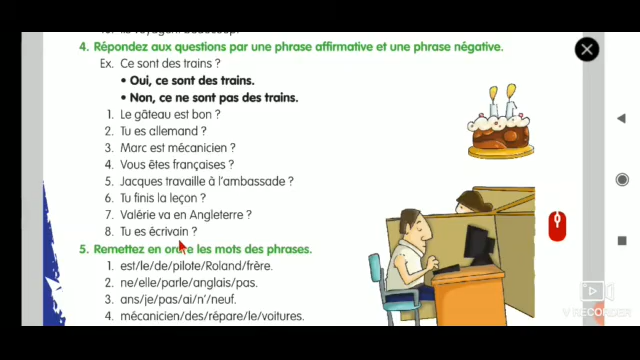 4. Répondez aux questions par une phrase affirmative et une phrase négative.
Ex. Ce sont des trains ?
• Oui, ce sont des trains.
• Non, ce ne sont pas des trains.
1. Le gâteau est bon ?
2. Tu es allemand ?
3. Marc est mécanicien ?
4. Vous êtes françaises ?
5. Jacques travaille à l'ambassade ?
6. Tu finis la leçon ?
7. Valérie va en Angleterre ?
8. Tu es écrivain ?
5. Remettez en ordre les mots des phrases.
1. est/le/de/pilote/Roland/frère.
2. ne/elle/parle/anglais/pas.
3. ans/je/pas/ai/n'/neuf.
4. mécanicien/des/répare/le/voitures.
V RECORDER